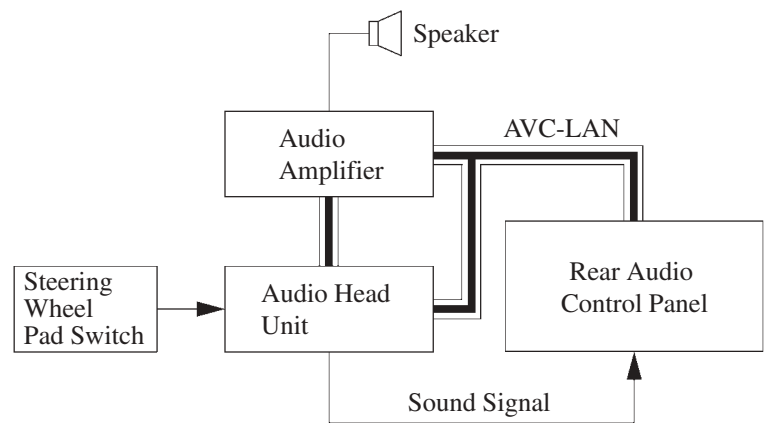 Speaker
Audio
Amplifier
AVC-LAN
Steering
Wheel
Pad Switch
Audio Head
Unit
Rear Audio
Control Panel
Sound Signal